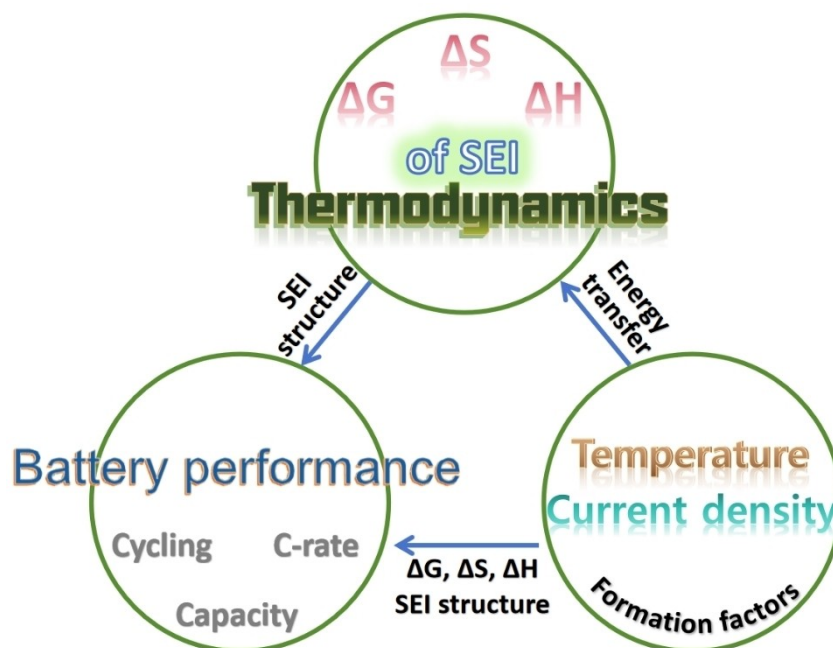 ΔS
ΔG ΔH
of SEI
Thermodynamics
SEI
structure
Energy
transfer
Battery performance
Cycling C-rate
Capacity
Temperature
Current density
Formation factors
ΔG, ΔS, ΔH
SEI structure